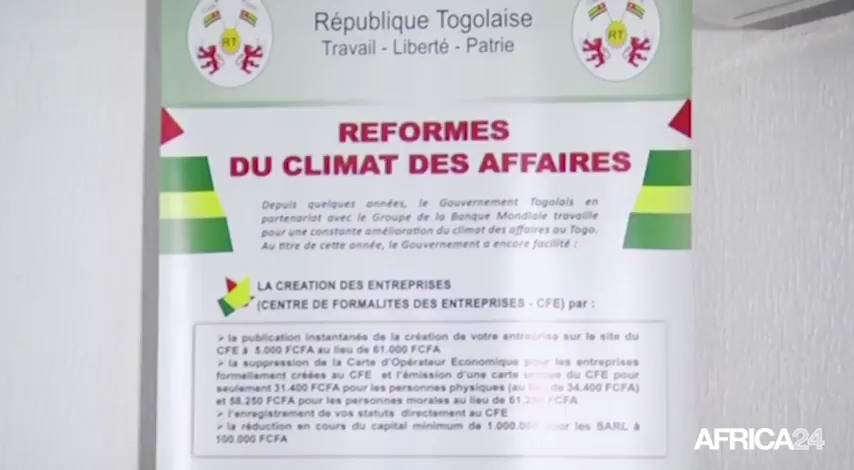 République Togolaise
Travail - Liberté - Patrie
RT
RT
REFORMES
DU CLIMAT DES AFFAIRES
Depuis quelques années, le Gouvernement Togolais en
partenariat avec le Groupe de la Banque Mondiale travaille
pour une constante amélioration du climat des affaires au Togo.
Au titre de cette année, le Gouvernement a encore facilité :
LA CREATION DES ENTREPRISES
(CENTRE DE FORMALITES DES ENTREPRISES - CFE) par :
➢ la publication instantanée de la création de votre entreprise sur le site du
CFE à 5.000 FCFA au lieu de 61.000 FCFA
➢ la suppression de la Carte d'Opérateur Economique pour les entreprises
formellement créées au CFE et l'émission d'une carte unique du CFE pour
seulement 31.400 FCFA pour les personnes physiques (au lieu de 34.400 FCFA)
et 58.250 FCFA pour les personnes morales au lieu de FCFA
➢ l'enregistrement de vos statuts directement au CFE
➢ la réduction en cours du capital minimum de pour les SARL à
100.000 FCFA
AFRICA24